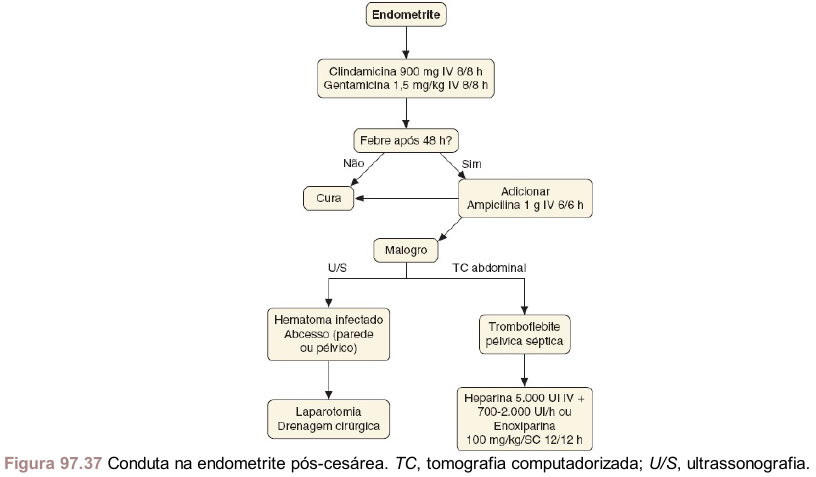 Endometrite
Clindamicina 900 mg IV 8/8 h
Gentamicina 1,5 mg/kg IV 8/8 h
Febre após 48 h?
Não
Sim
Cura
Adicionar
Ampicilina 1 g IV 6/6 h
Malogro
U/S
TC abdominal
Hematoma infectado
Abcesso (parede
ou pélvico)
Tromboflebite
pélvica séptica
Laparotomia
Drenagem cirúrgica
Heparina 5.000 UI IV +
700-2.000 UI/h ou
Enoxiparina
100 mg/kg/SC 12/12 h
Figura 97.37 Conduta na endometrite pós-cesárea. TC, tomografia computadorizada; U/S, ultrassonografia.